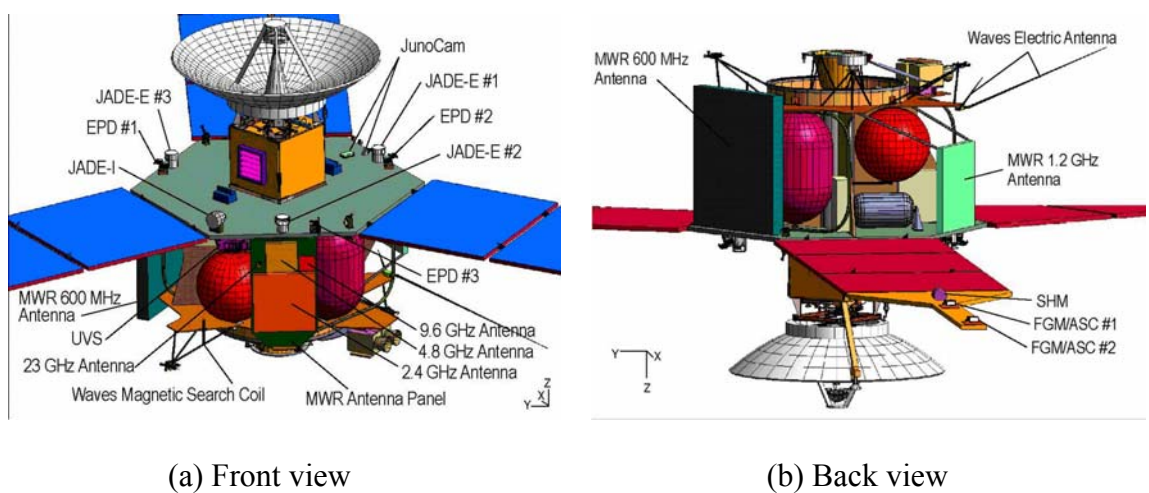 JunoCam
JADE-E #1
EPD #2
JADE-E #3
EPD #1
JADE-I
JADE-E #2
EPD #3
MWR 600 MHz
Antenna
UVS
23 GHz Antenna
Waves Magnetic Search Coil
9.6 GHz Antenna
4.8 GHz Antenna
2.4 GHz Antenna
MWR Antenna Panel
Z
X
Y
(a) Front view
Waves Electric Antenna
MWR 600 MHz
Antenna
MWR 1.2 GHz
Antenna
SHM
FGM/ASC #1
FGM/ASC #2
Y
X
Z
(b) Back view